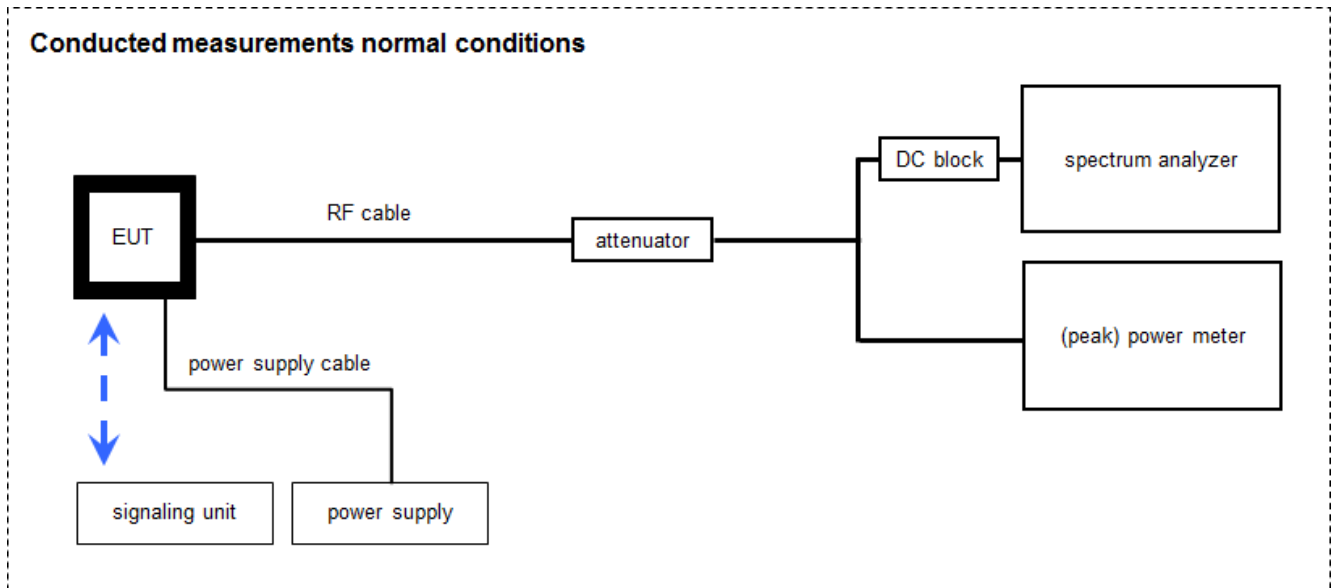 Conducted measurements normal conditions
DC block
spectrum analyzer
EUT
RF cable
attenuator
(peak) power meter
power supply cable
signaling unit
power supply